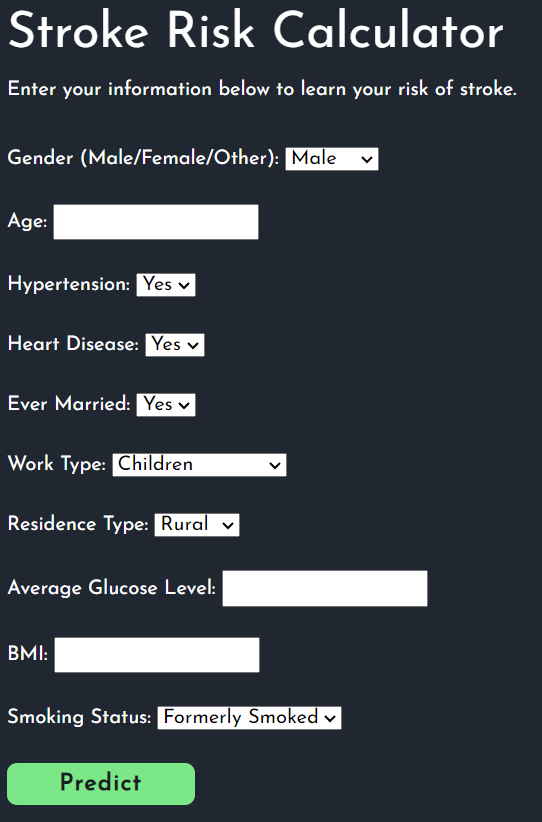 Stroke Risk Calculator
Enter your information below to learn your risk of stroke.
Gender (Male/Female/Other): Male
Age:
Hypertension: Yes
Heart Disease: Yes
Ever Married: Yes
Work Type: Children
Residence Type: Rural
Average Glucose Level:
BMI:
Smoking Status: Formerly Smoked
Predict